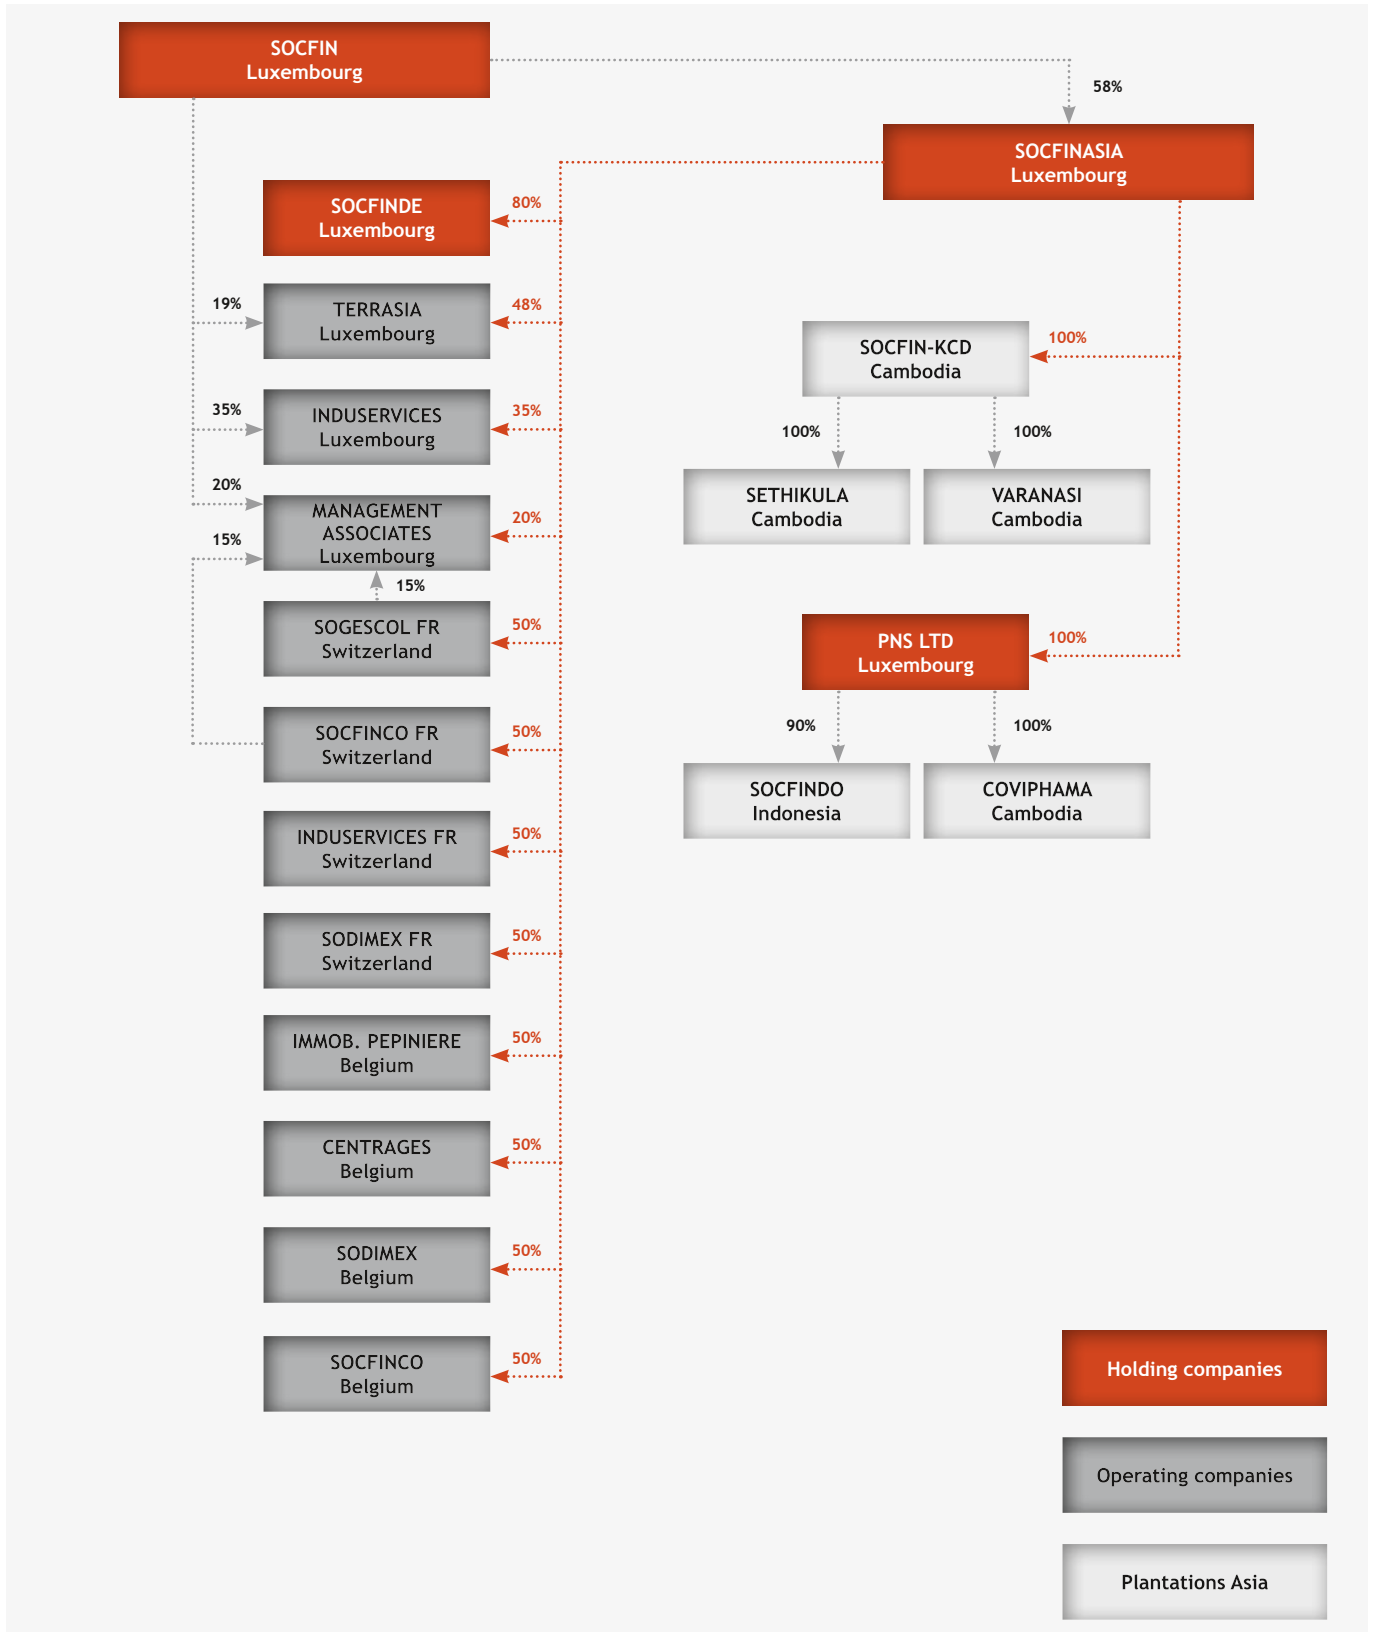 SOCFIN
Luxembourg
58%
SOCFINASIA
Luxembourg
SOCFINDE
Luxembourg
80%
19%
TERRASIA
Luxembourg
48%
35%
INDUSERVICES
Luxembourg
35%
20%
15%
MANAGEMENT
ASSOCIATES
Luxembourg
20%
15%
SOGESCOL FR
Switzerland
50%
SOCFINCO FR
Switzerland
50%
INDUSERVICES FR
Switzerland
50%
SODIMEX FR
Switzerland
50%
IMMOB. PEPINIERE
Belgium
50%
CENTRAGES
Belgium
50%
SODIMEX
Belgium
50%
SOCFINCO
Belgium
50%
SOCFIN-KCD
Cambodia
100%
100%
100%
SETHIKULA
Cambodia
VARANASI
Cambodia
PNS LTD
Luxembourg
100%
90%
100%
SOCFINDO
Indonesia
COVIPHAMA
Cambodia
Holding companies
Operating companies
Plantations Asia